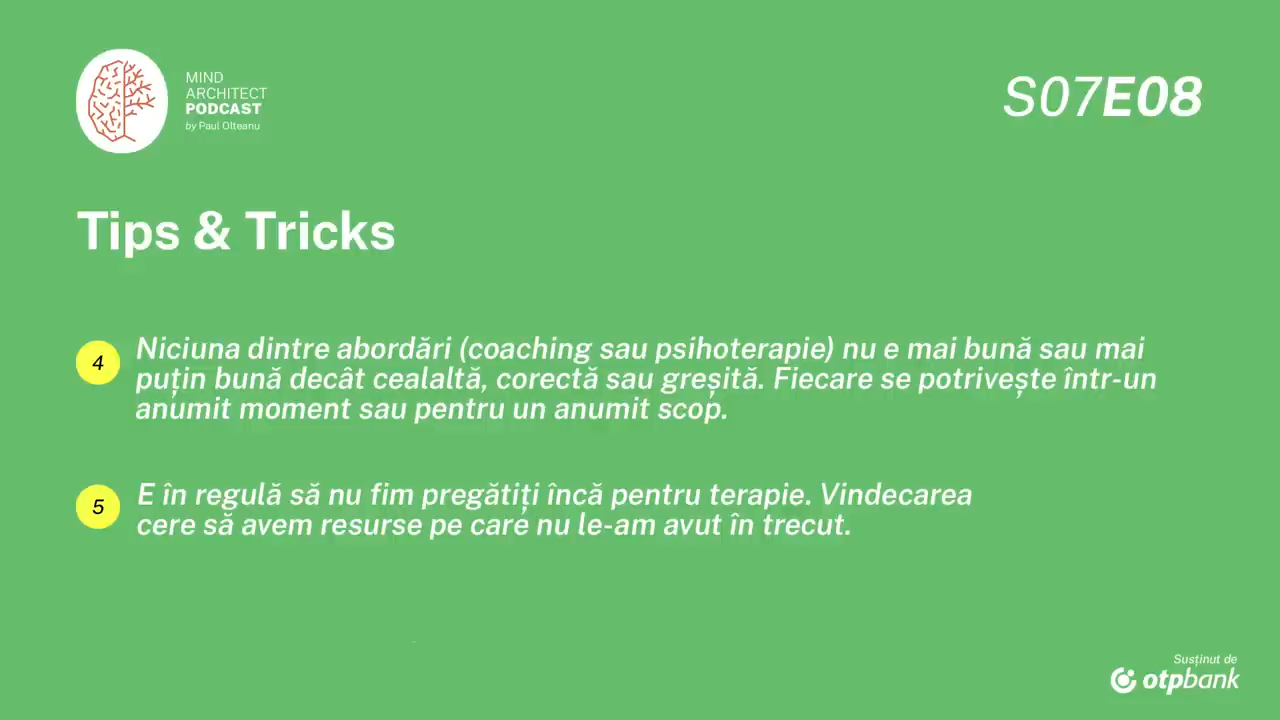 MIND
ARCHITECT
PODCAST
by Paul Olteanu
S07E08
Tips & Tricks
4
Niciuna dintre abordări (coaching sau psihoterapie) nu e mai bună sau mai
puțin bună decât cealaltă, corectă sau greșită. Fiecare se potrivește într-un
anumit moment sau pentru un anumit scop.
5
E în regulă să nu fim pregătiți încă pentru terapie. Vindecarea
cere să avem resurse pe care nu le-am avut în trecut.
Susținut de
otpbank